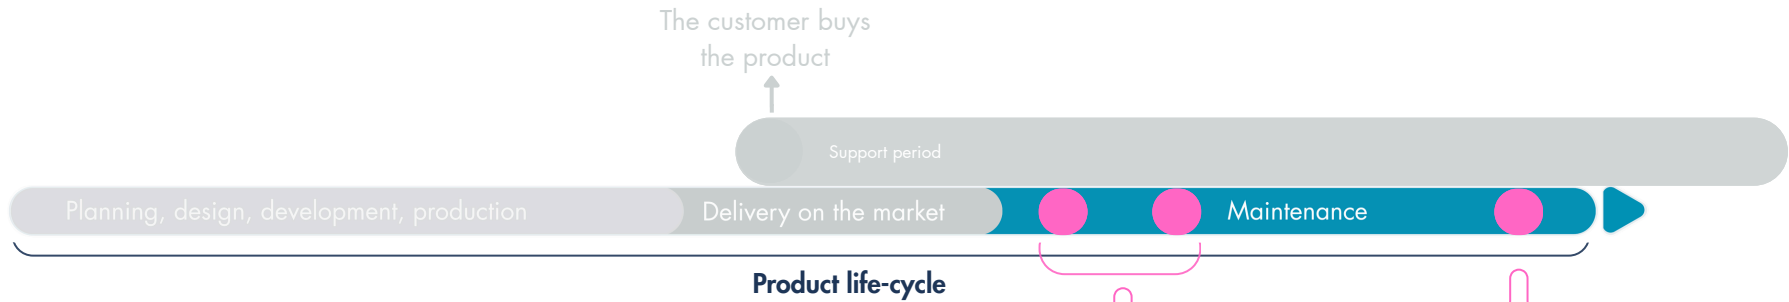 The customer buys
the product
Support period
Planning, design, development, production
Delivery on the market
Maintenance
Product life-cycle